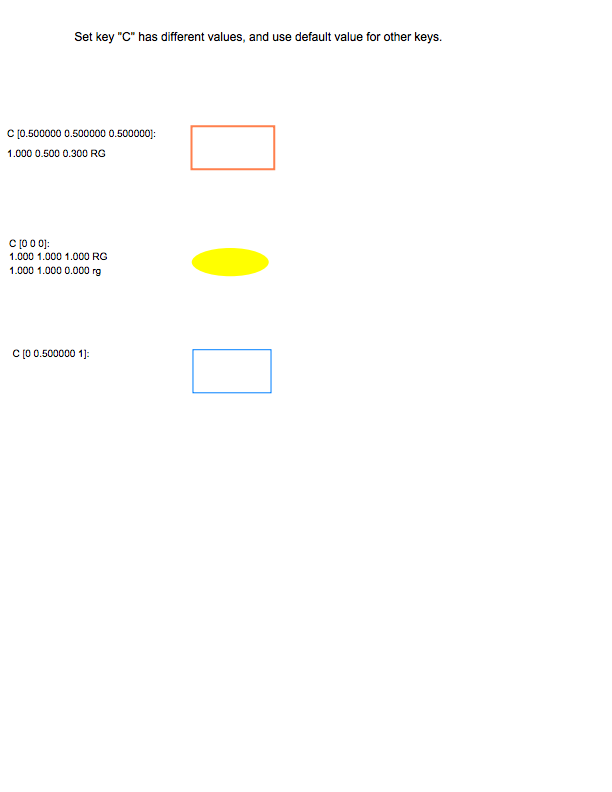 Set key "C" has different values, and use default value for other keys.
C [0.500000 0.500000 0.500000]:
1.000 0.500 0.300 RG
C [0 0 0]:
1.000 1.000 1.000 RG
1.000 1.000 0.000 rg
C [0 0.500000 1]: